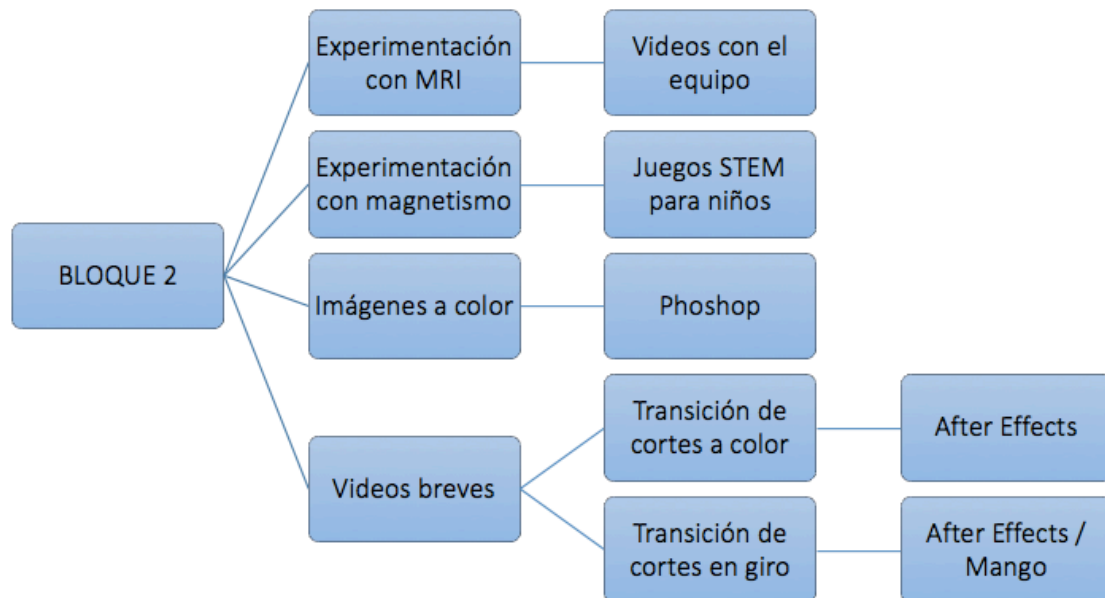 BLOQUE 2
Experimentación
con MRI
Videos con el
equipo
Experimentación
con magnetismo
Juegos STEM
para niños
Imágenes a color
Phoshop
Videos breves
Transición de
cortes a color
After Effects
Transición de
cortes en giro
After Effects /
Mango